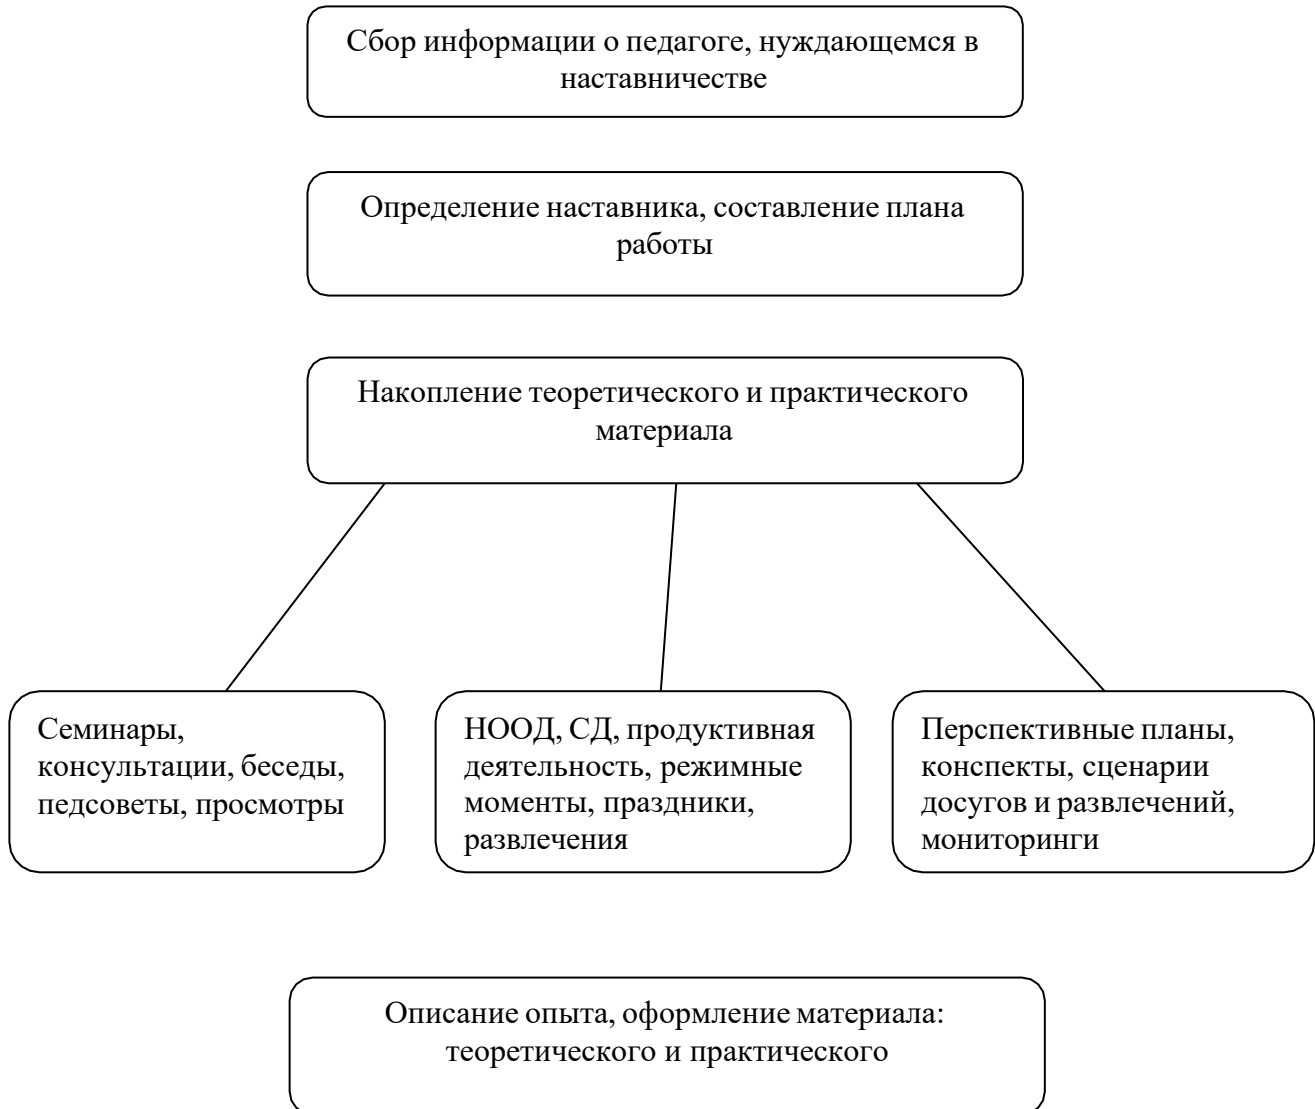 Сбор информации о педагоге, нуждающемся в
наставничестве
Определение наставника, составление плана
работы
Накопление теоретического и практического
материала
Семинары,
консультации, беседы,
педсоветы, просмотры
НООД, СД, продуктивная
деятельность, режимные
моменты, праздники,
развлечения
Перспективные планы,
конспекты, сценарии
досугов и развлечений,
мониторинги
Описание опыта, оформление материала:
теоретического и практического